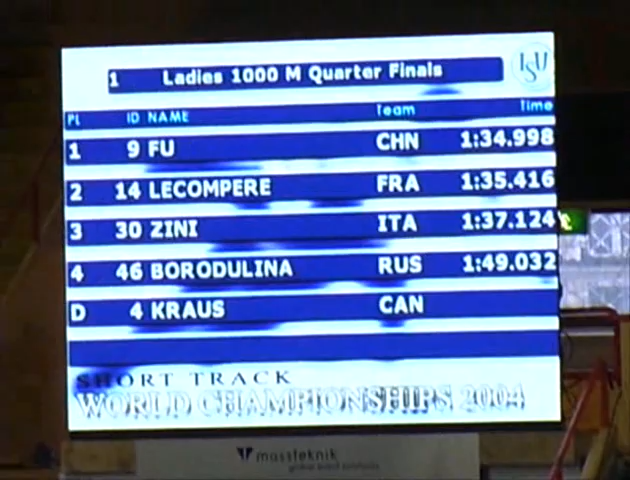 ISU
1 Ladies 1000 M Quarter Finals
Pl ID NAME Team Time
1 9 FU CHN 1:34.998
2 14 LECOMPERE FRA 1:35.416
3 30 ZINI ITA 1:37.124
4 46 BORODULINA RUS 1:49.032
D 4 KRAUS CAN
SHORT TRACK
WORLD CHAMPIONSHIPS 2004
massteknik